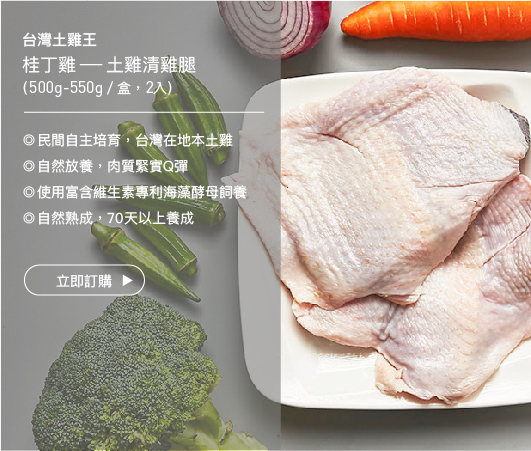 台灣土雞王
桂丁雞 — 土雞清雞腿
(500g-550g / 盒，2入)
◎ 民間自主培育，台灣在地本土雞
◎ 自然放養，肉質緊實Q彈
◎ 使用富含維生素專利海藻酵母飼養
◎ 自然熟成，70天以上養成
立即訂購 ▶